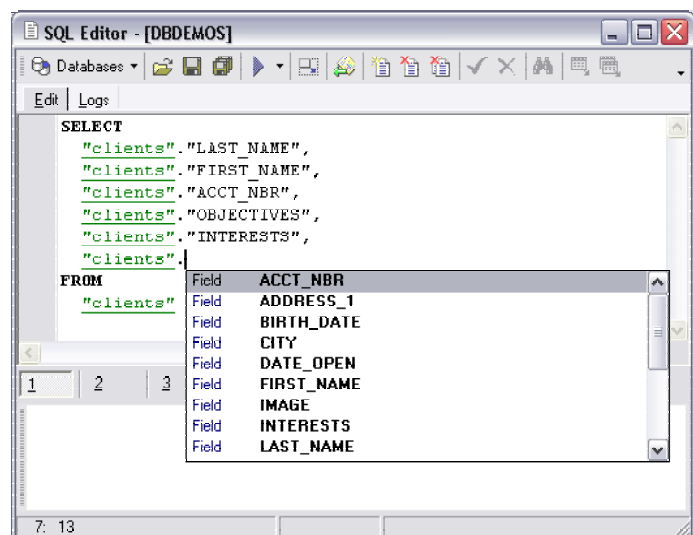 SQL Editor - [DBDEMOS]
Databases
Edit Logs
SELECT
"clients"."LAST_NAME",
"clients"."FIRST_NAME",
"clients"."ACCT_NBR",
"clients"."OBJECTIVES",
"clients"."INTERESTS",
"clients".
FROM
"clients"
Field ACCT_NBR
Field ADDRESS_1
Field BIRTH_DATE
Field CITY
Field DATE_OPEN
Field FIRST_NAME
Field IMAGE
Field INTERESTS
Field LAST_NAME
1 2 3
7: 13